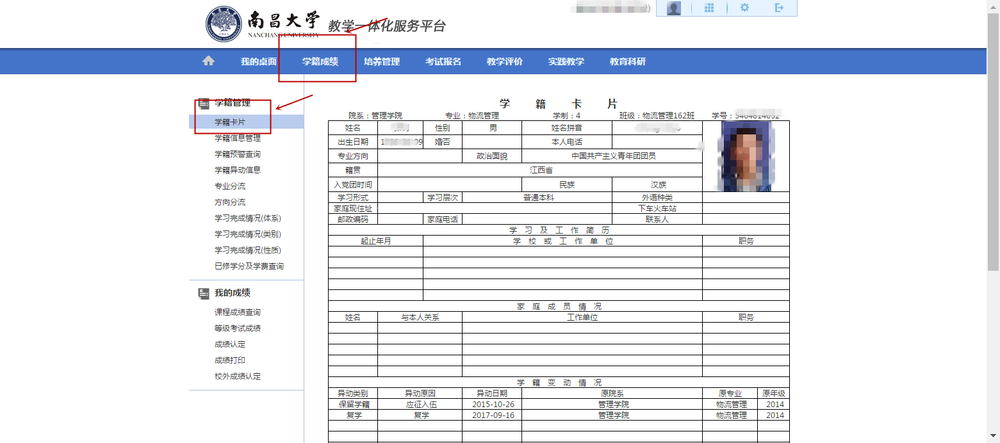 南昌大学
NANCHANG UNIVERSITY
教学一体化服务平台
我的桌面 学籍成绩 培养管理 考试报名 教学评价 实践教学 教育科研
学籍管理
学籍卡片
学籍信息管理
学籍预警查询
学籍异动信息
专业分流
方向分流
学习完成情况(体系)
学习完成情况(类别)
学习完成情况(性质)
已修学分及学费查询
我的成绩
课程成绩查询
等级考试成绩
成绩认定
成绩打印
校外成绩认定
学 籍 卡 片
院系：管理学院 专业：物流管理 学制：4 班级：物流管理162班 学号：
姓名 性别 男 姓名拼音
出生日期 婚否 本人电话
专业方向 政治面貌 中国共产主义青年团团员
籍贯 江西省
入党团时间 民族 汉族
学习形式 学习层次 普通本科 外语种类
家庭现住址 下车火车站
邮政编码 家庭电话 联系人
学 习 及 工 作 简 历
起止年月 学 校 或 工 作 单 位 职务
家 庭 成 员 情 况
姓名 与本人关系 工作单位 职务
学 籍 变 动 情 况
异动类别 异动原因 异动日期 原院系 原专业 原年级
保留学籍 应征入伍 2015-10-26 管理学院 物流管理 2014
复学 复学 2017-09-16 管理学院 物流管理 2014